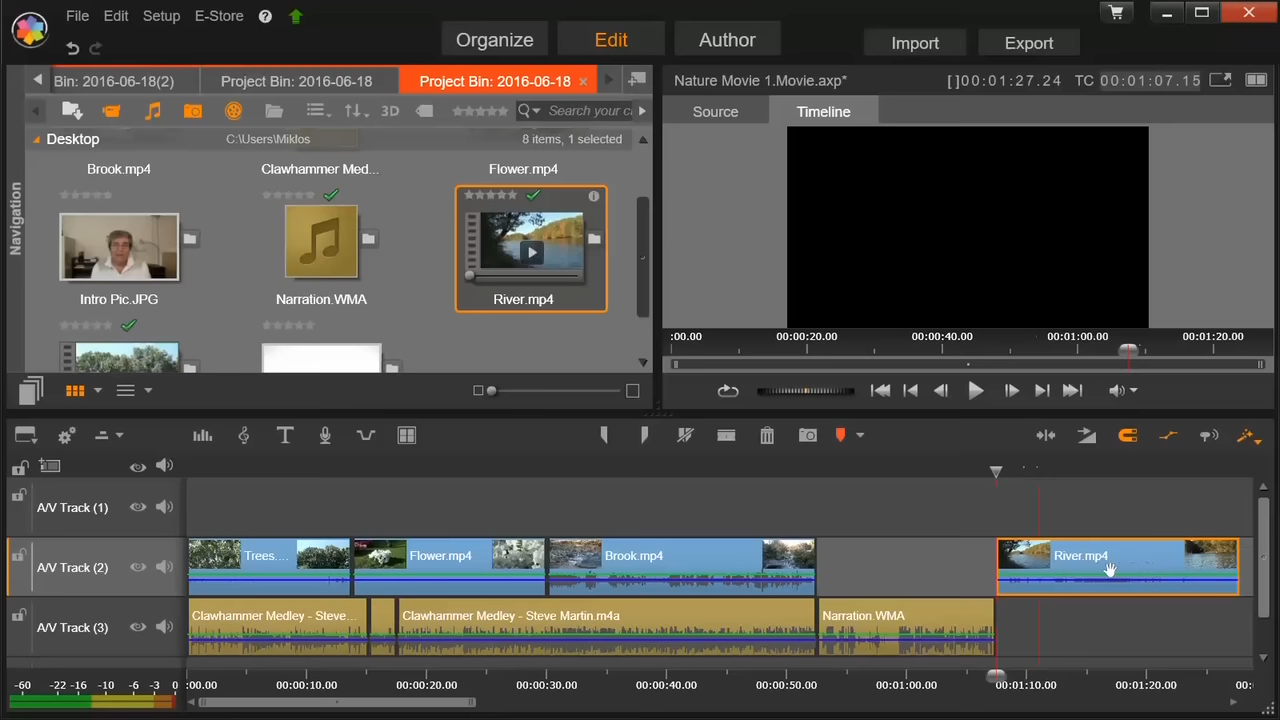 File Edit Setup E-Store ?
Organize Edit Author Import Export
Bin: 2016-06-18(2) Project Bin: 2016-06-18 Project Bin: 2016-06-18 ×
Nature Movie 1.Movie.axp* []00:01:27.24 TC 00:01:07.15
3D Search your c
Source Timeline
Desktop C:\Users\Miklos 8 items, 1 selected
Brook.mp4 Clawhammer Med... Flower.mp4
Navigation
Intro Pic.JPG Narration.WMA River.mp4
:00.00 00:00:20.00 00:00:40.00 00:01:00.00 00:01:20.00
A/V Track (1)
A/V Track (2) Trees.... Flower.mp4 Brook.mp4 River.mp4
A/V Track (3) Clawhammer Medley - Steve... Clawhammer Medley - Steve Martin.m4a Narration.WMA
-60 -22 -16 -10 -6 -3 0 :00.00 00:00:10.00 00:00:20.00 00:00:30.00 00:00:40.00 00:00:50.00 00:01:00.00 00:01:10.00 00:01:20.00 00: